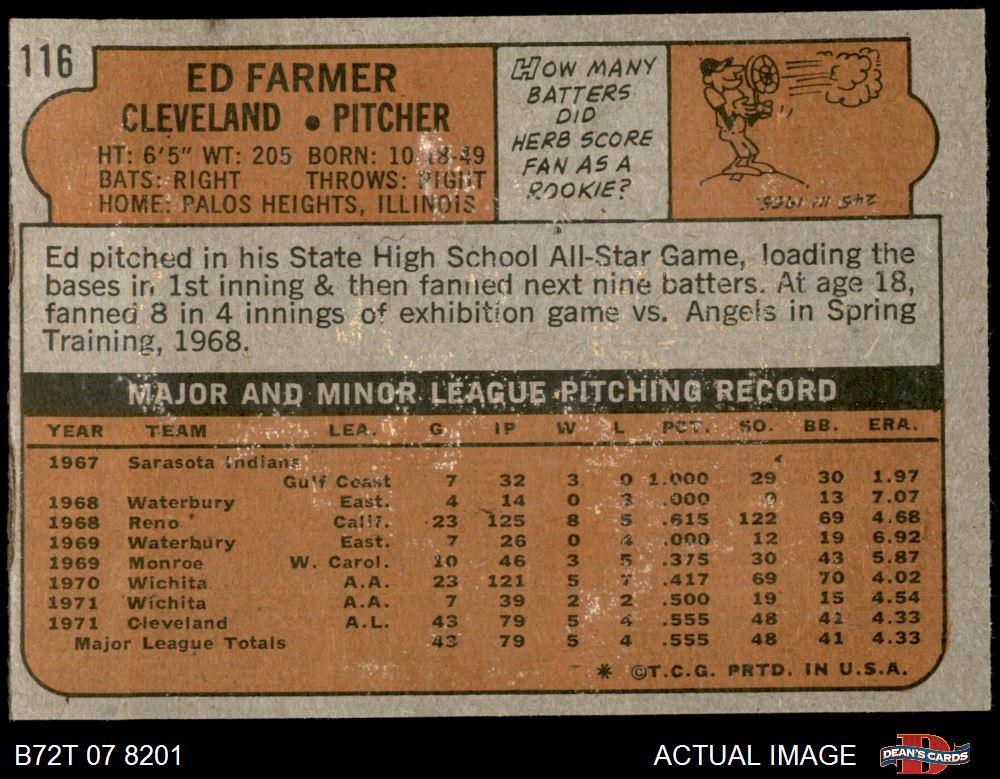 116
ED FARMER
CLEVELAND • PITCHER
HT: 6'5" WT: 205 BORN: 10-18-49
BATS: RIGHT THROWS: RIGHT
HOME: PALOS HEIGHTS, ILLINOIS
HOW MANY
BATTERS
DID
HERB SCORE
FAN AS A
ROOKIE?
245 in 1955.
Ed pitched in his State High School All-Star Game, loading the
bases in 1st inning & then fanned next nine batters. At age 18,
fanned 8 in 4 innings of exhibition game vs. Angels in Spring
Training, 1968.
MAJOR AND MINOR LEAGUE PITCHING RECORD
YEAR TEAM LEA. G IP W L PCT. SO. BB. ERA.
1967 Sarasota Indians
Gulf Coast 7 32 3 0 1.000 29 30 1.97
1968 Waterbury East. 4 14 0 3 .000 9 13 7.07
1968 Reno Calif. 23 125 8 5 .615 122 69 4.68
1969 Waterbury East. 7 26 0 4 .000 12 19 6.92
1969 Monroe W. Carol. 10 46 3 5 .375 30 43 5.87
1970 Wichita A.A. 23 121 5 7 .417 69 70 4.02
1971 Wichita A.A. 7 39 2 2 .500 19 15 4.54
1971 Cleveland A.L. 43 79 5 4 .555 48 41 4.33
Major League Totals 43 79 5 4 .555 48 41 4.33
* ©T.C.G. PRTD. IN U.S.A.
B72T 07 8201
ACTUAL IMAGE
DEAN'S CARDS